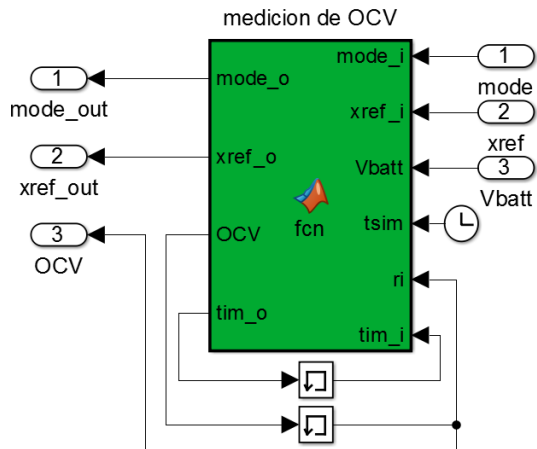 medicion de OCV
1
mode_out
2
xref_out
3
OCV
mode_o
xref_o
OCV
tim_o
fcn
mode_i
xref_i
Vbatt
tsim
ri
tim_i
1
mode
2
xref
3
Vbatt